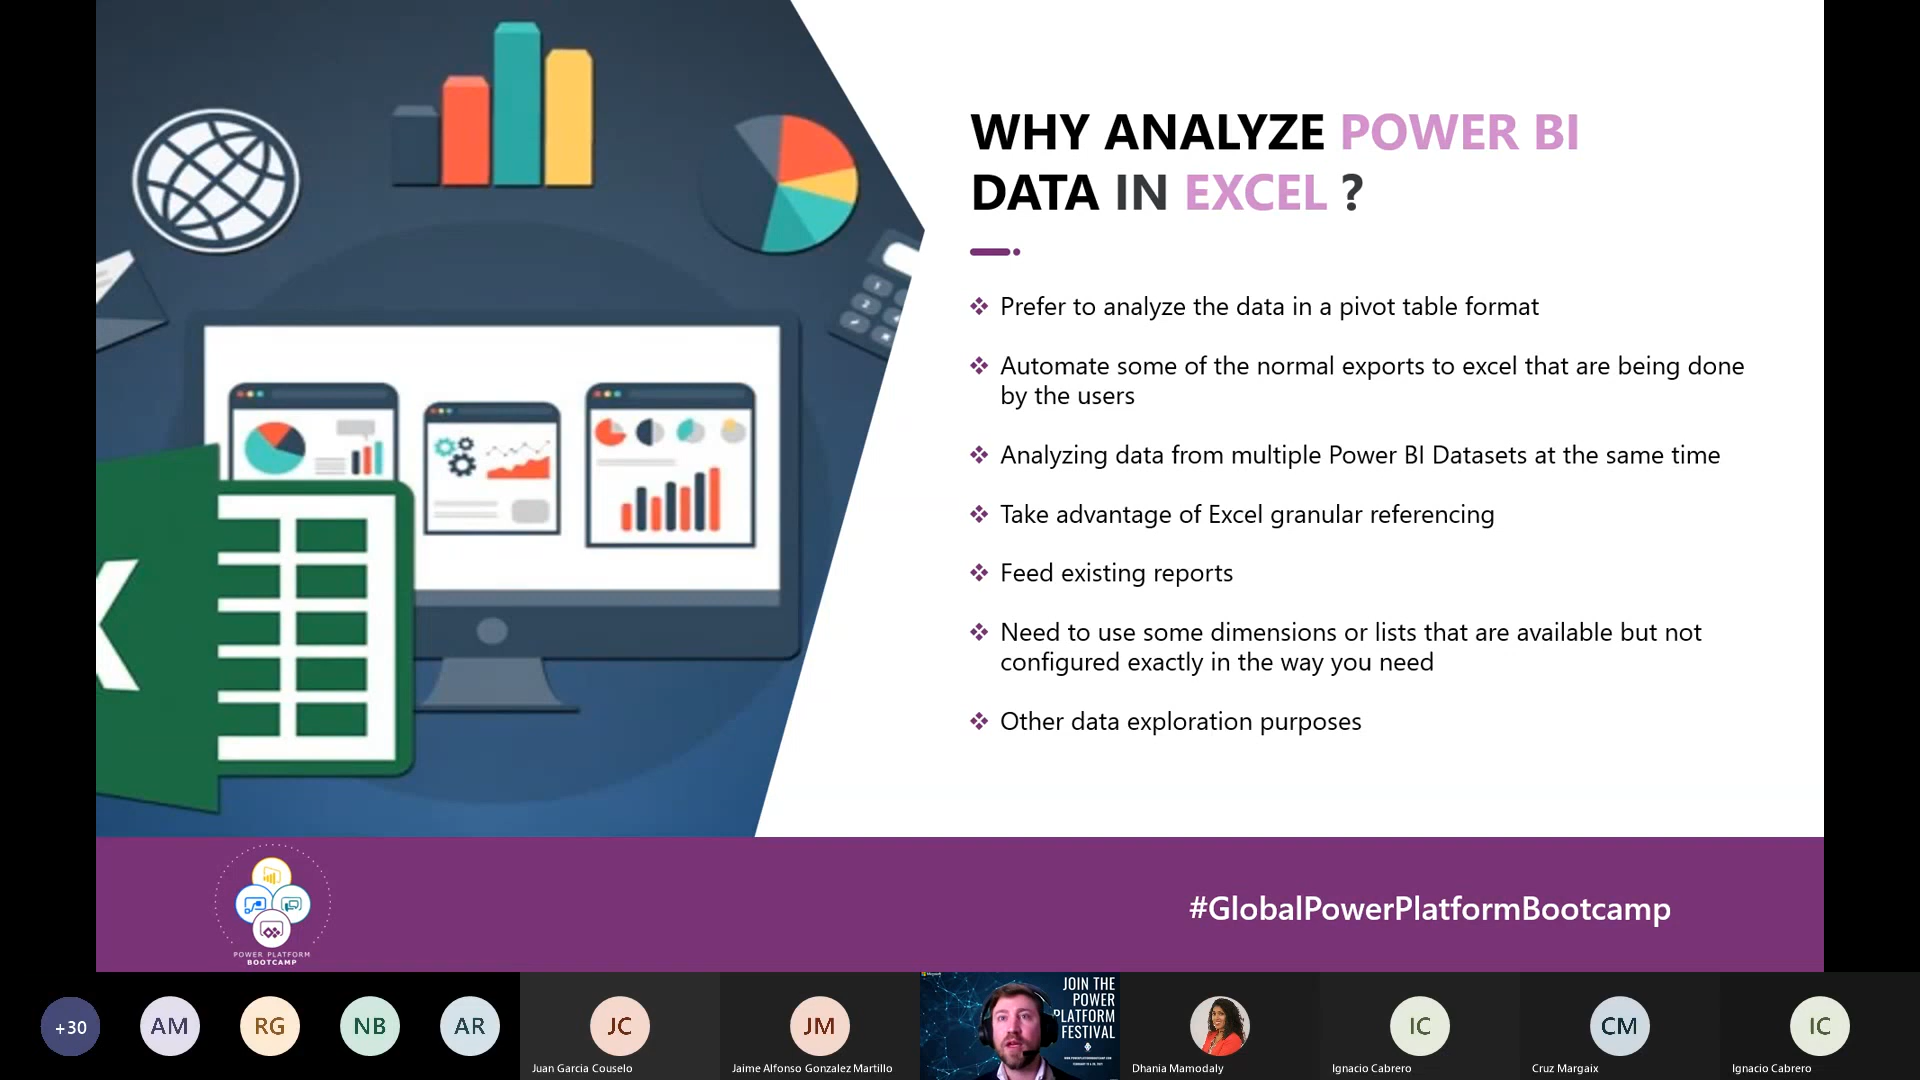 WHY ANALYZE POWER BI
DATA IN EXCEL ?
Prefer to analyze the data in a pivot table format
Automate some of the normal exports to excel that are being done
by the users
Analyzing data from multiple Power BI Datasets at the same time
Take advantage of Excel granular referencing
Feed existing reports
Need to use some dimensions or lists that are available but not
configured exactly in the way you need
Other data exploration purposes
POWER PLATFORM
BOOTCAMP
#GlobalPowerPlatformBootcamp
+30
AM
RG
NB
AR
JC
Juan Garcia Couselo
JM
Jaime Alfonso Gonzalez Martillo
JOIN THE
POWER
PLATFORM
FESTIVAL
Dhania Mamodaly
IC
Ignacio Cabrero
CM
Cruz Margaix
IC
Ignacio Cabrero